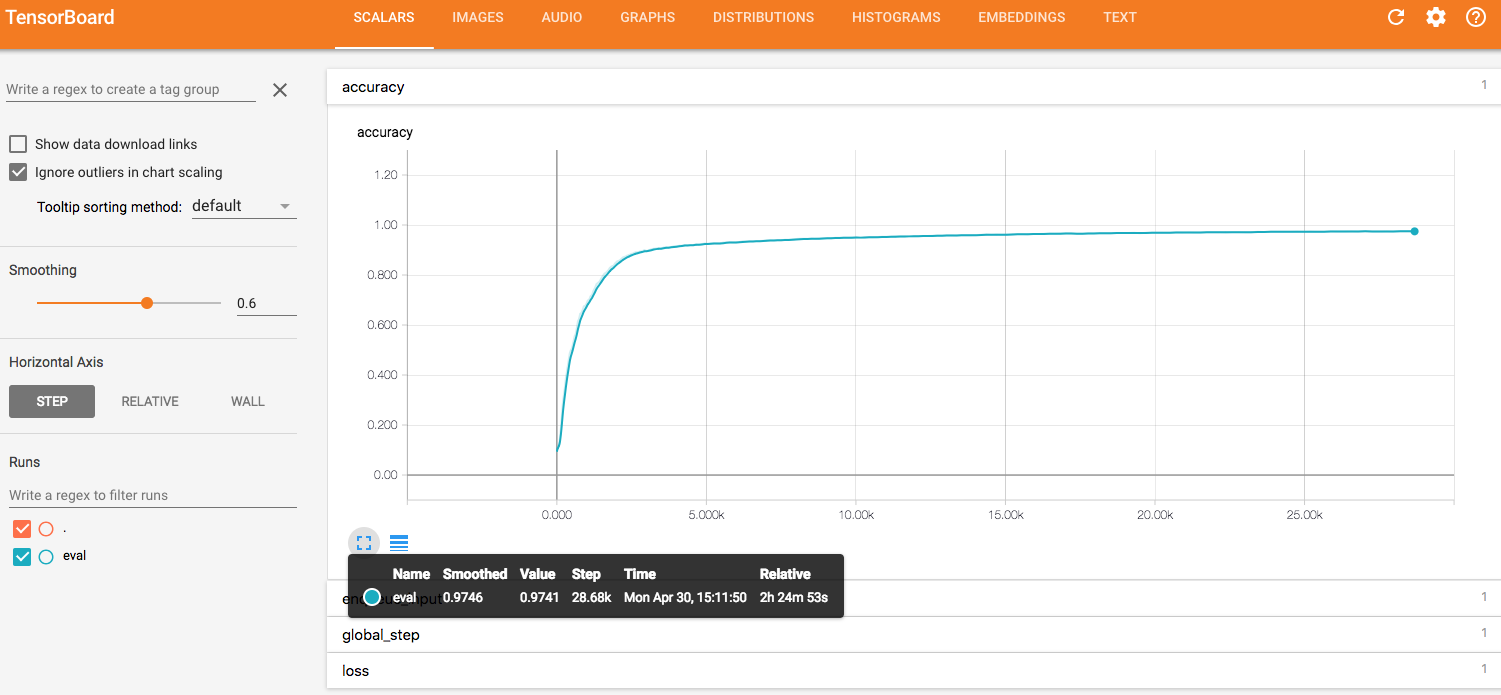 TensorBoard
SCALARS IMAGES AUDIO GRAPHS DISTRIBUTIONS HISTOGRAMS EMBEDDINGS TEXT
Write a regex to create a tag group
Show data download links
Ignore outliers in chart scaling
Tooltip sorting method: default
Smoothing
0.6
Horizontal Axis
STEP RELATIVE WALL
Runs
Write a regex to filter runs
.
eval
accuracy 1
accuracy
1.20
1.00
0.800
0.600
0.400
0.200
0.00
0.000 5.000k 10.00k 15.00k 20.00k 25.00k
Name Smoothed Value Step Time Relative
eval 0.9746 0.9741 28.68k Mon Apr 30, 15:11:50 2h 24m 53s
1
global_step 1
loss 1